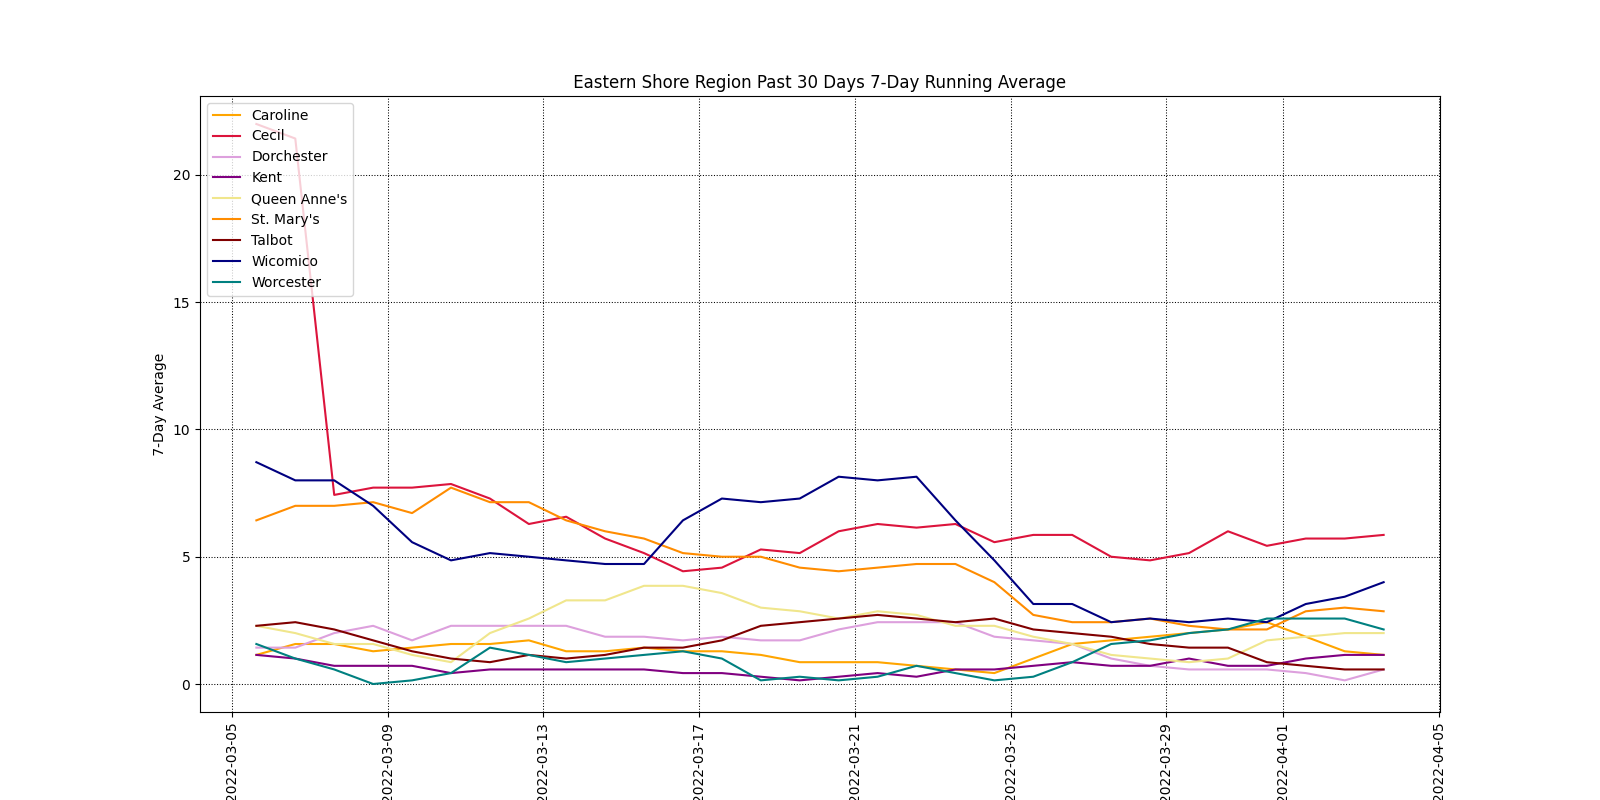 Eastern Shore Region Past 30 Days 7-Day Running Average
Caroline
Cecil
Dorchester
Kent
Queen Anne's
St. Mary's
Talbot
Wicomico
Worcester
7-Day Average
20
15
10
5
0
2022-03-05
2022-03-09
2022-03-13
2022-03-17
2022-03-21
2022-03-25
2022-03-29
2022-04-01
2022-04-05